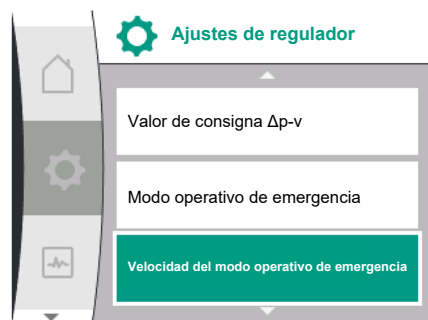 Ajustes de regulador
Valor de consigna Δp-v
Modo operativo de emergencia
Velocidad del modo operativo de emergencia